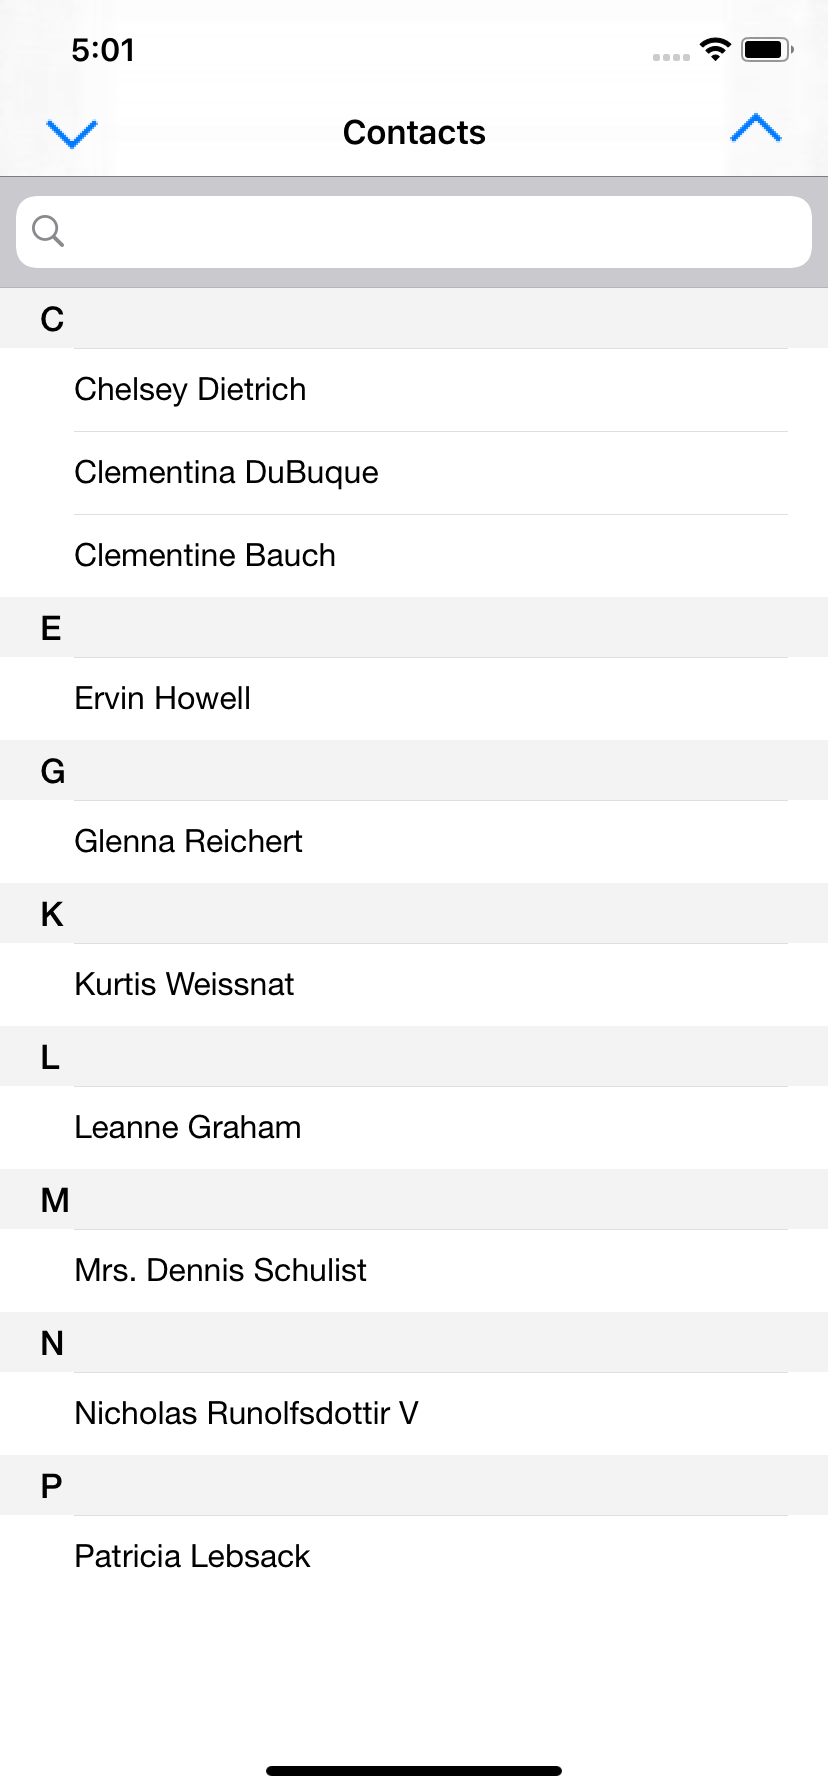 5:01
Contacts
C
Chelsey Dietrich
Clementina DuBuque
Clementine Bauch
E
Ervin Howell
G
Glenna Reichert
K
Kurtis Weissnat
L
Leanne Graham
M
Mrs. Dennis Schulist
N
Nicholas Runolfsdottir V
P
Patricia Lebsack